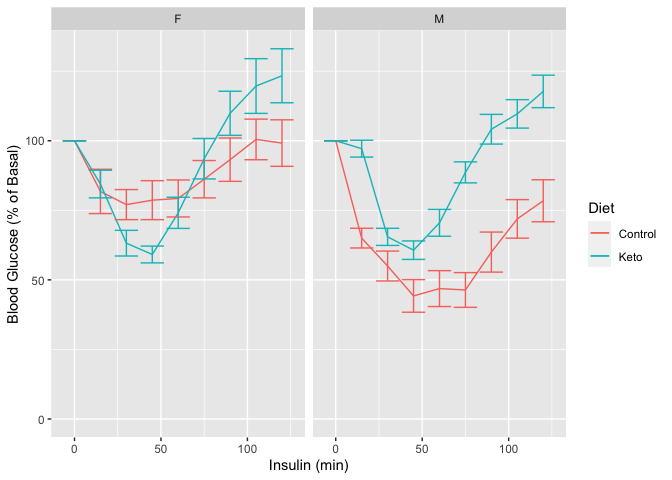 F
M
Blood Glucose (% of Basal)
100
50
0
0
50
100
0
50
100
Insulin (min)
Diet
Control
Keto